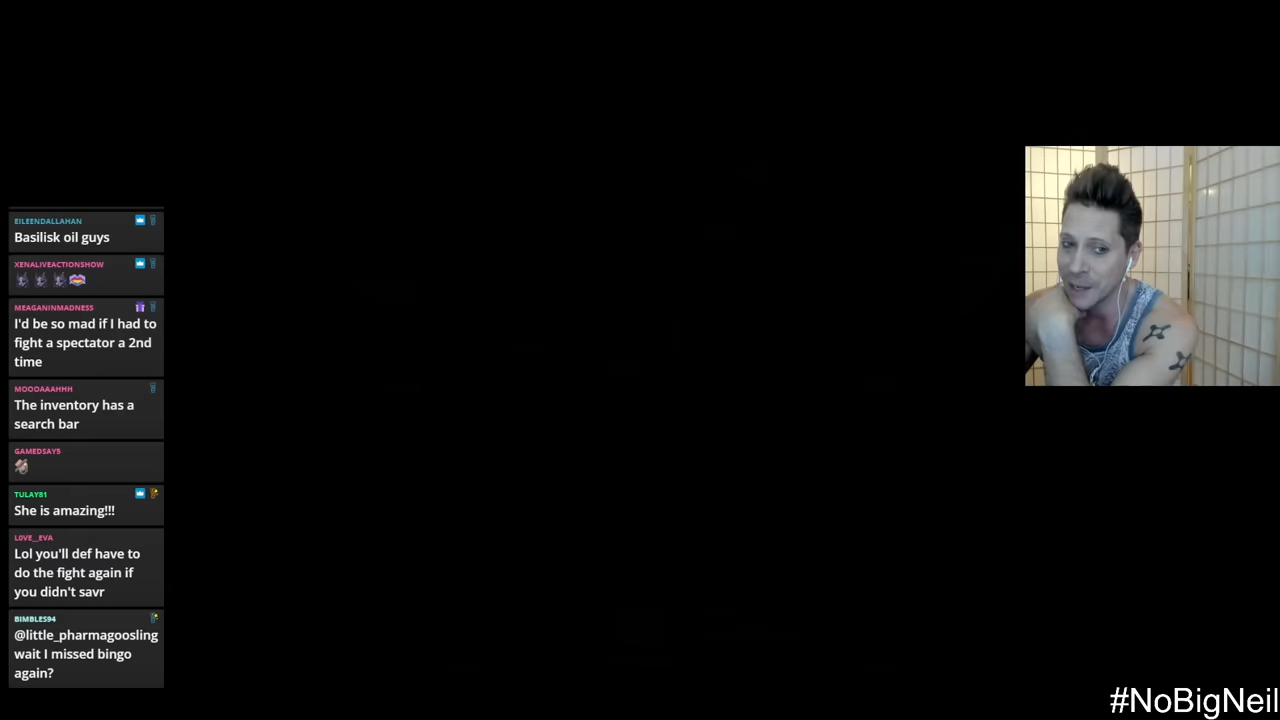 EILEENDALLAHAN
Basilisk oil guys
XENALIVEACTIONSHOW
MEAGANINMADNESS
I'd be so mad if I had to
fight a spectator a 2nd
time
MOOOAAAHHH
The inventory has a
search bar
GAMEDSAY5
TULAY81
She is amazing!!!
L0VE__EVA
Lol you'll def have to
do the fight again if
you didn't savr
BIMBLES94
@little_pharmagoosling
wait I missed bingo
again?
#NoBigNeil